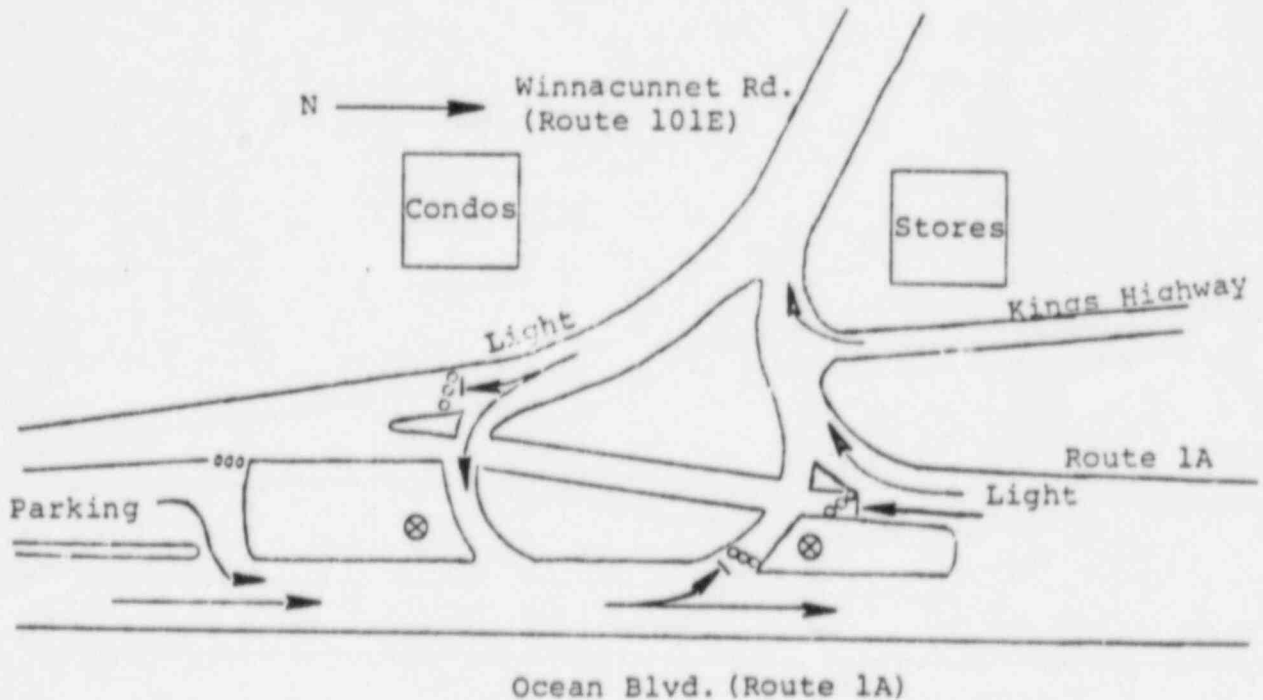 N
Winnacunnet Rd.
(Route 101E)
Condos
Stores
Kings Highway
Light
Route 1A
Parking
Light
Ocean Blvd. (Route 1A)